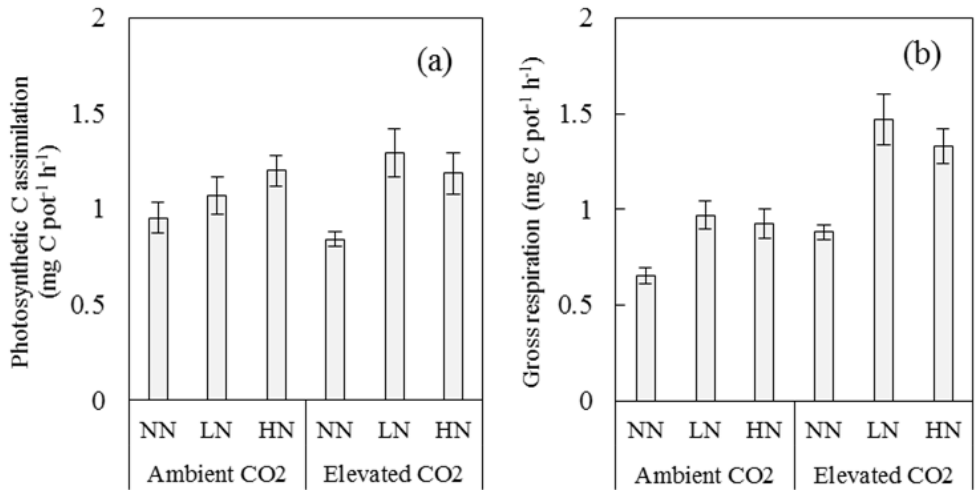 Photosynthetic C assimilation
(mg C pot⁻¹ h⁻¹)
2
1.5
1
0.5
0
(a)
NN LN HN NN LN HN
Ambient CO2 Elevated CO2
Gross respiration (mg C pot⁻¹ h⁻¹)
2
1.5
1
0.5
0
(b)
NN LN HN NN LN HN
Ambient CO2 Elevated CO2